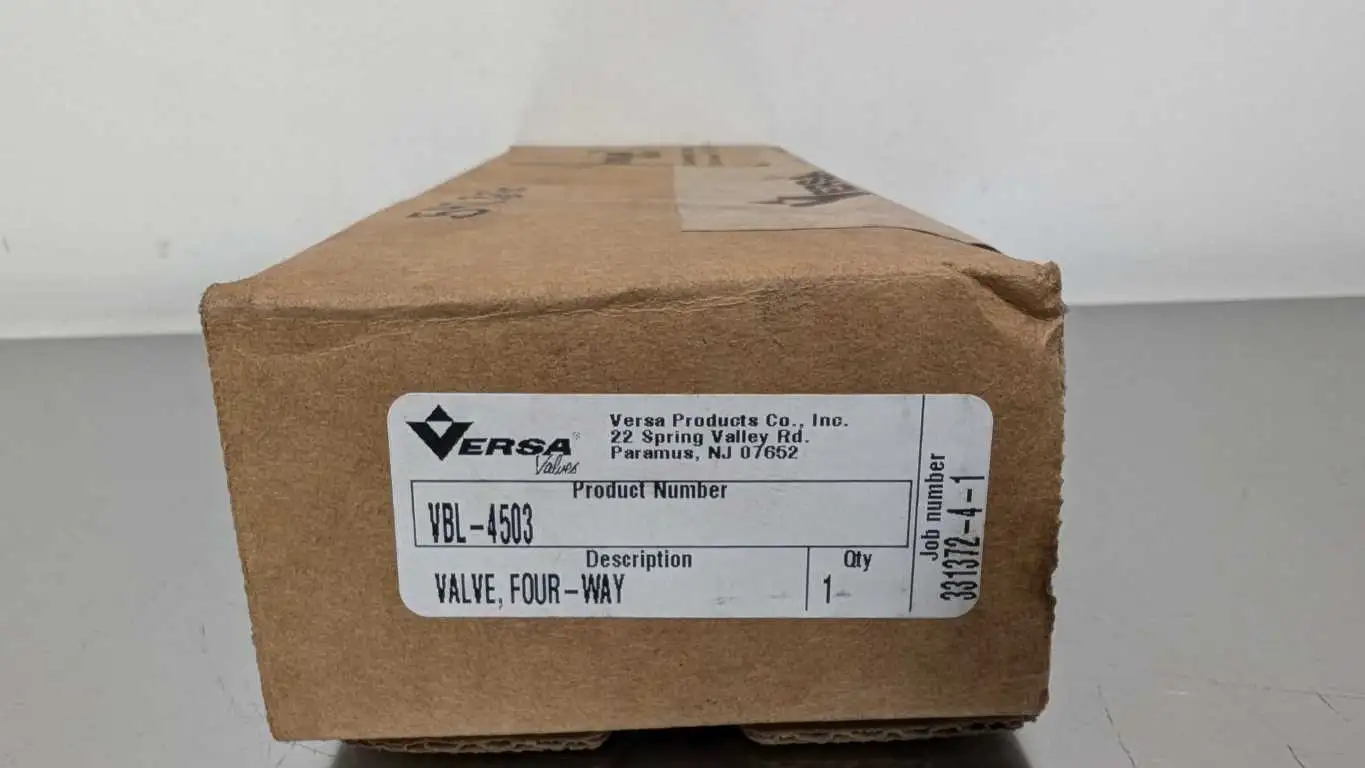 VERSA®
Valves
Versa Products Co., Inc.
22 Spring Valley Rd.
Paramus, NJ 07652
Product Number
VBL-4503
Description
VALVE, FOUR-WAY
Qty
1
Job number
331372-4-1